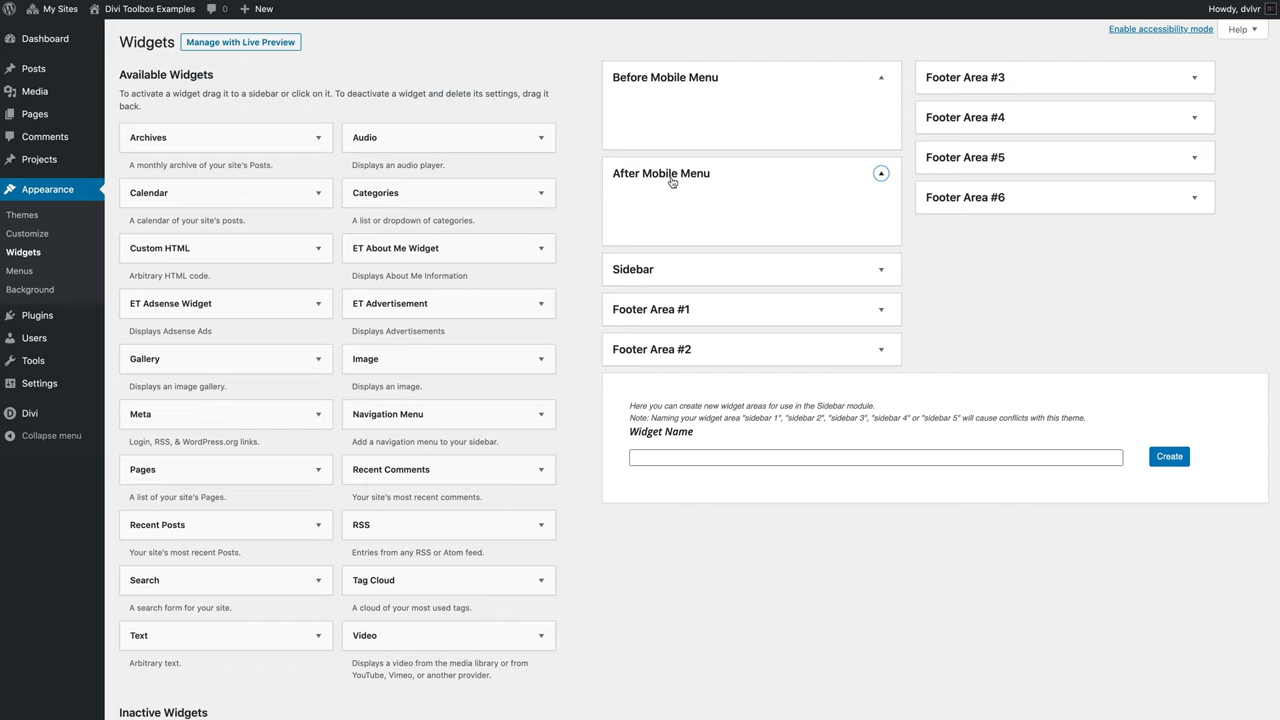 My Sites
Divi Toolbox Examples
0
New
Howdy, dvlvr
Dashboard
Posts
Media
Pages
Comments
Projects
Appearance
Themes
Customize
Widgets
Menus
Background
Plugins
Users
Tools
Settings
Divi
Collapse menu
Enable accessibility mode
Help
Widgets
Manage with Live Preview
Available Widgets
To activate a widget drag it to a sidebar or click on it. To deactivate a widget and delete its settings, drag it
back.
Archives
A monthly archive of your site's Posts.
Audio
Displays an audio player.
Calendar
A calendar of your site's posts.
Categories
A list or dropdown of categories.
Custom HTML
Arbitrary HTML code.
ET About Me Widget
Displays About Me Information
ET Adsense Widget
Displays Adsense Ads
ET Advertisement
Displays Advertisements
Gallery
Displays an image gallery.
Image
Displays an image.
Meta
Login, RSS, & WordPress.org links.
Navigation Menu
Add a navigation menu to your sidebar.
Pages
A list of your site's Pages.
Recent Comments
Your site's most recent comments.
Recent Posts
Your site's most recent Posts.
RSS
Entries from any RSS or Atom feed.
Search
A search form for your site.
Tag Cloud
A cloud of your most used tags.
Text
Arbitrary text.
Video
Displays a video from the media library or from
YouTube, Vimeo, or another provider.
Inactive Widgets
Before Mobile Menu
After Mobile Menu
Sidebar
Footer Area #1
Footer Area #2
Footer Area #3
Footer Area #4
Footer Area #5
Footer Area #6
Here you can create new widget areas for use in the Sidebar module.
Note: Naming your widget area "sidebar 1", "sidebar 2", "sidebar 3", "sidebar 4" or "sidebar 5" will cause conflicts with this theme.
Widget Name
Create